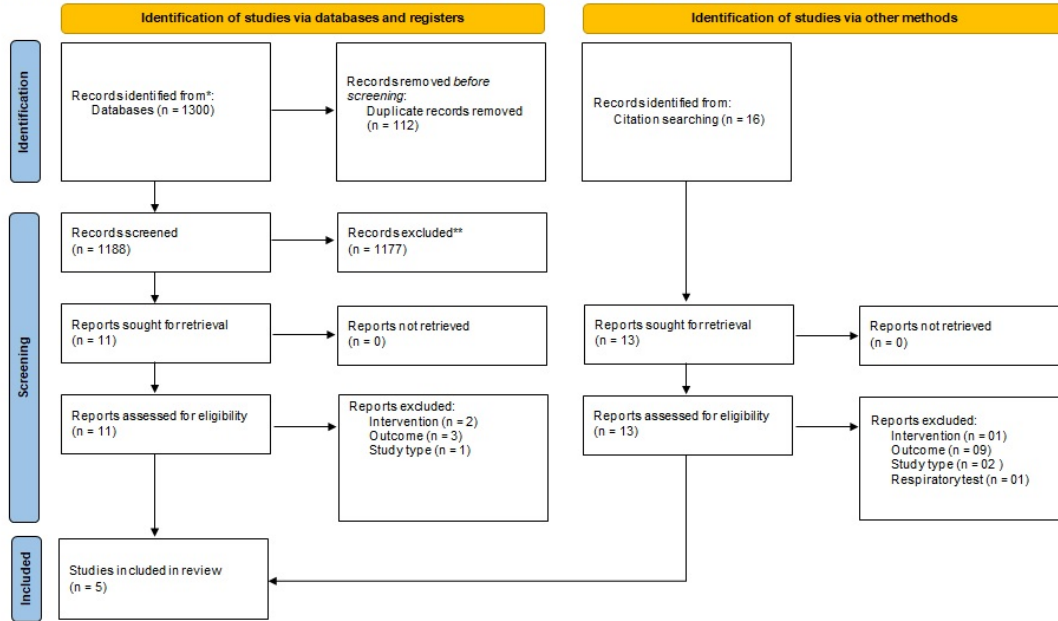 Identification of studies via databases and registers
Identification of studies via other methods
Identification
Records identified from*:
Databases (n = 1300)
Records removed before
screening:
Duplicate records removed
(n = 112)
Records identified from:
Citation searching (n = 16)
Screening
Records screened
(n = 1188)
Records excluded**
(n = 1177)
Reports sought for retrieval
(n = 11)
Reports not retrieved
(n = 0)
Reports sought for retrieval
(n = 13)
Reports not retrieved
(n = 0)
Reports assessed for eligibility
(n = 11)
Reports excluded:
Intervention (n = 2)
Outcome (n = 3)
Study type (n = 1)
Reports assessed for eligibility
(n = 13)
Reports excluded:
Intervention (n = 01)
Outcome (n = 09)
Study type (n = 02 )
Respiratory test (n = 01)
Included
Studies included in review
(n = 5)